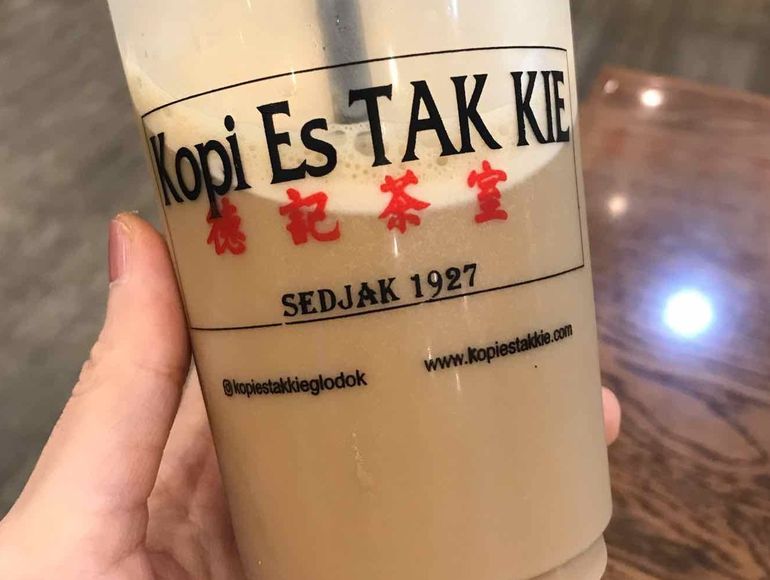 Kopi Es TAK KIE
德記茶室
SEDJAK 1927
@kopiestakkieglodok
www.kopiestakkie.com